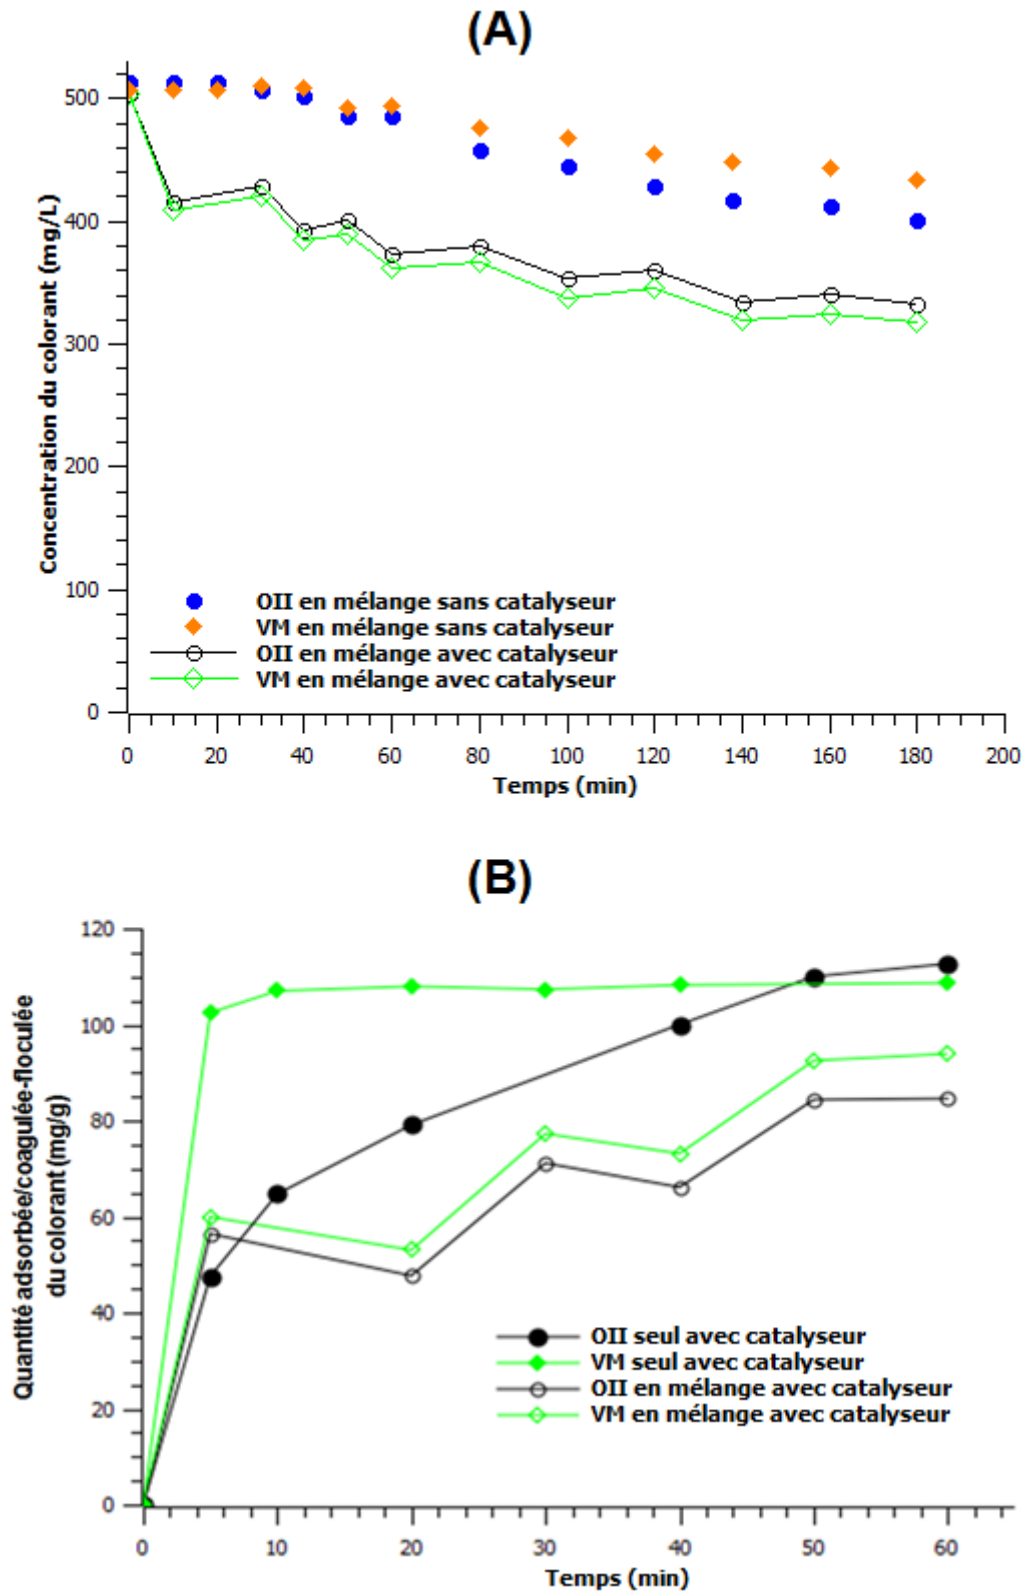 (A)
500
400
300
200
100
0
Concentration du colorant (mg/L)
OII en mélange sans catalyseur
VM en mélange sans catalyseur
OII en mélange avec catalyseur
VM en mélange avec catalyseur
0 20 40 60 80 100 120 140 160 180 200
Temps (min)
(B)
120
100
80
60
40
20
0
Quantité adsorbée/coagulée-floculée
du colorant (mg/g)
OII seul avec catalyseur
VM seul avec catalyseur
OII en mélange avec catalyseur
VM en mélange avec catalyseur
0 10 20 30 40 50 60
Temps (min)